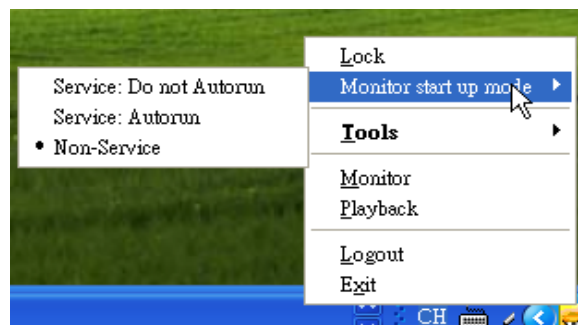 Lock
Monitor start up mode
Service: Do not Autorun
Service: Autorun
Non-Service
Tools
Monitor
Playback
Logout
Exit
CH